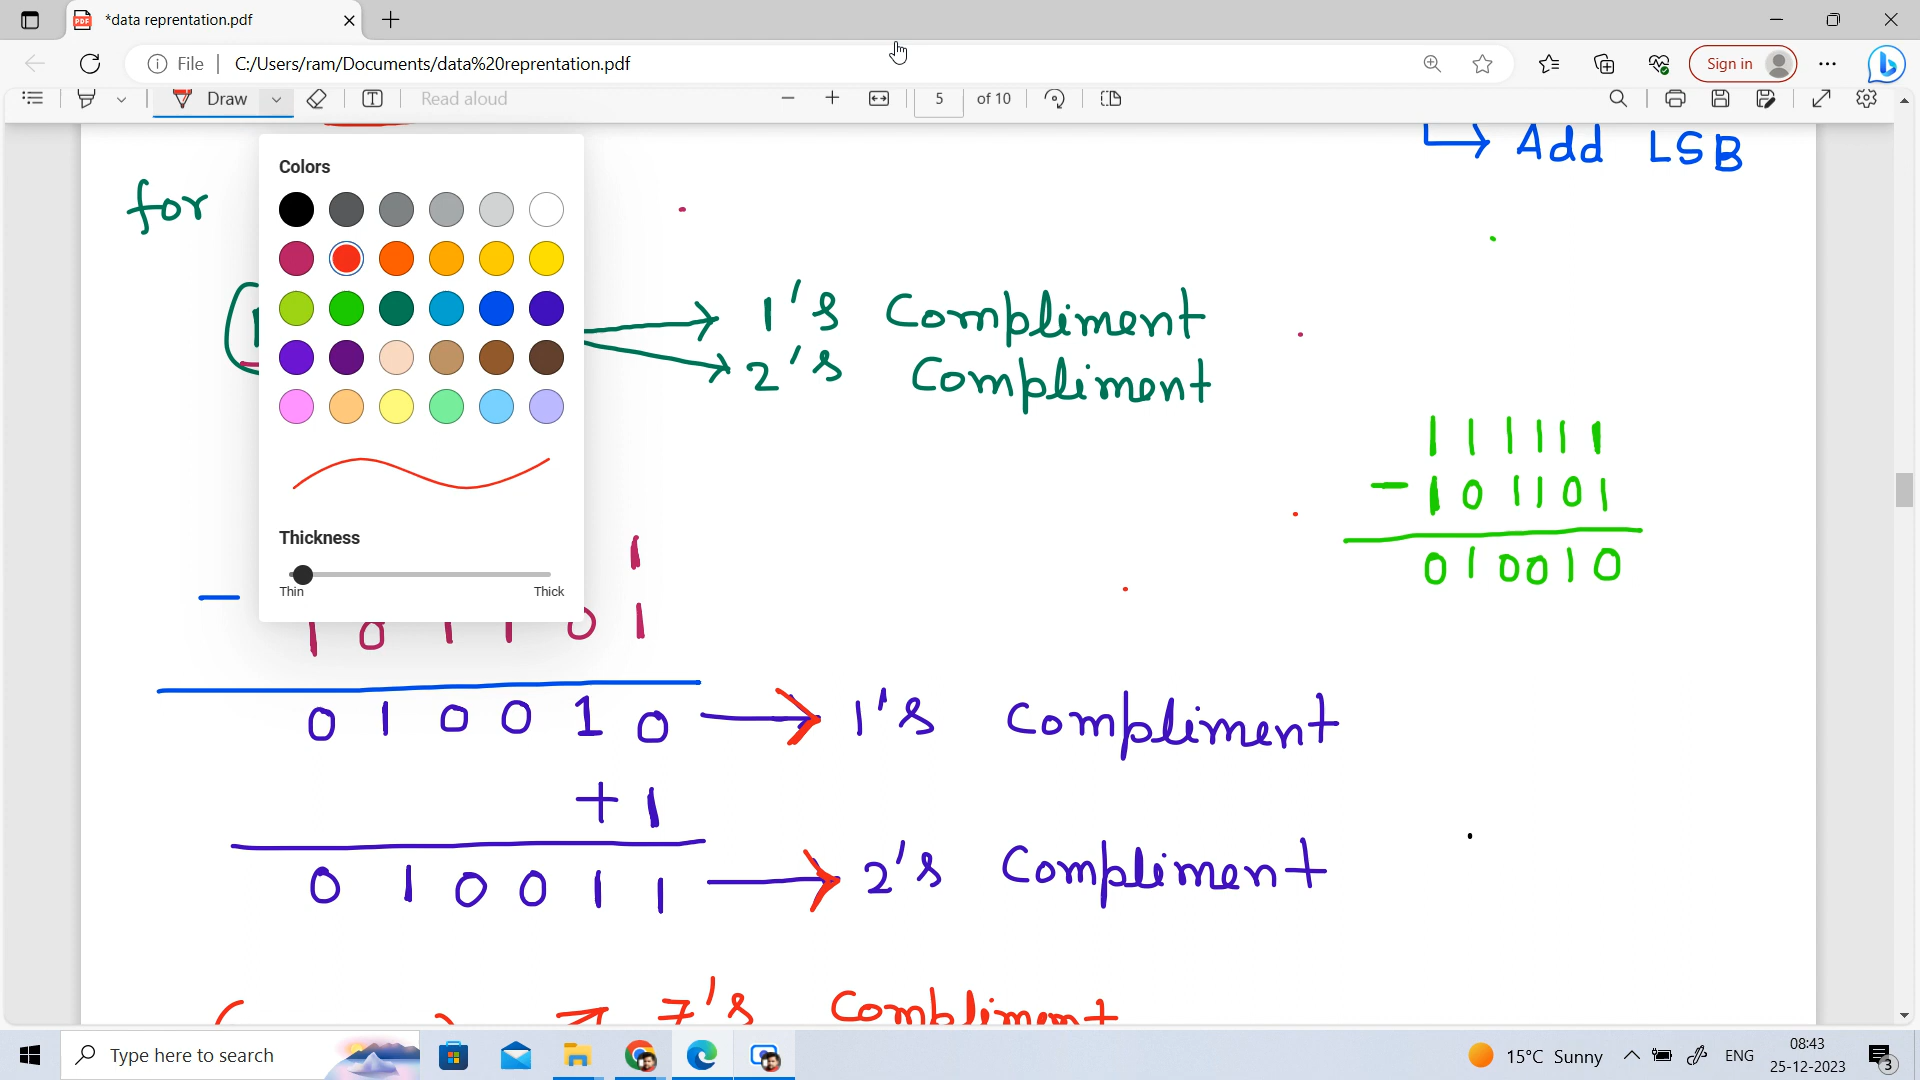 *data reprentation.pdf
File C:/Users/ram/Documents/data%20reprentation.pdf Sign in
Draw Read aloud 5 of 10
Add LSB
Colors
for
1's Compliment
2's Compliment
1 1 1 1 1 1
- 1 0 1 1 0 1
0 1 0 0 1 0
Thickness
Thin Thick
1
- 1 0 1 1 0 1
0 1 0 0 1 0 1's Compliment
+ 1
0 1 0 0 1 1 2's Compliment
7's Compliment
Type here to search 15°C Sunny ENG 08:43
25-12-2023 3